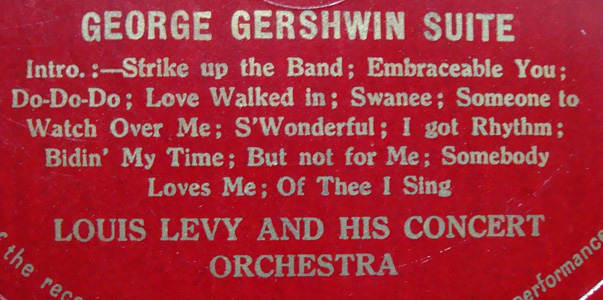 GEORGE GERSHWIN SUITE
Intro.:—Strike up the Band; Embraceable You;
Do-Do-Do; Love Walked in; Swanee; Someone to
Watch Over Me; S'Wonderful; I got Rhythm;
Bidin' My Time; But not for Me; Somebody
Loves Me; Of Thee I Sing
LOUIS LEVY AND HIS CONCERT
ORCHESTRA
the
performance